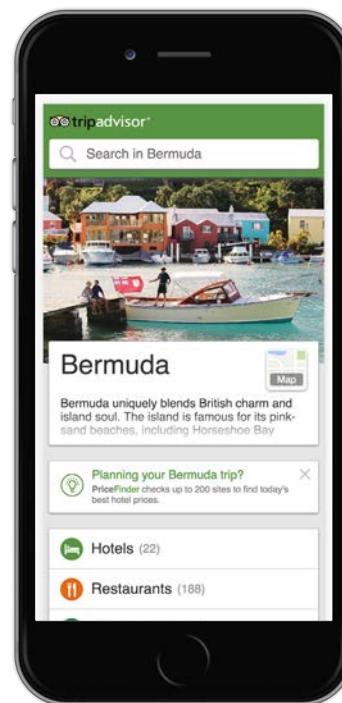 tripadvisor
Search in Bermuda
Bermuda
Map
Bermuda uniquely blends British charm and
island soul. The island is famous for its pink-
sand beaches, including Horseshoe Bay
Planning your Bermuda trip?
PriceFinder checks up to 200 sites to find today's
best hotel prices.
Hotels (22)
Restaurants (188)